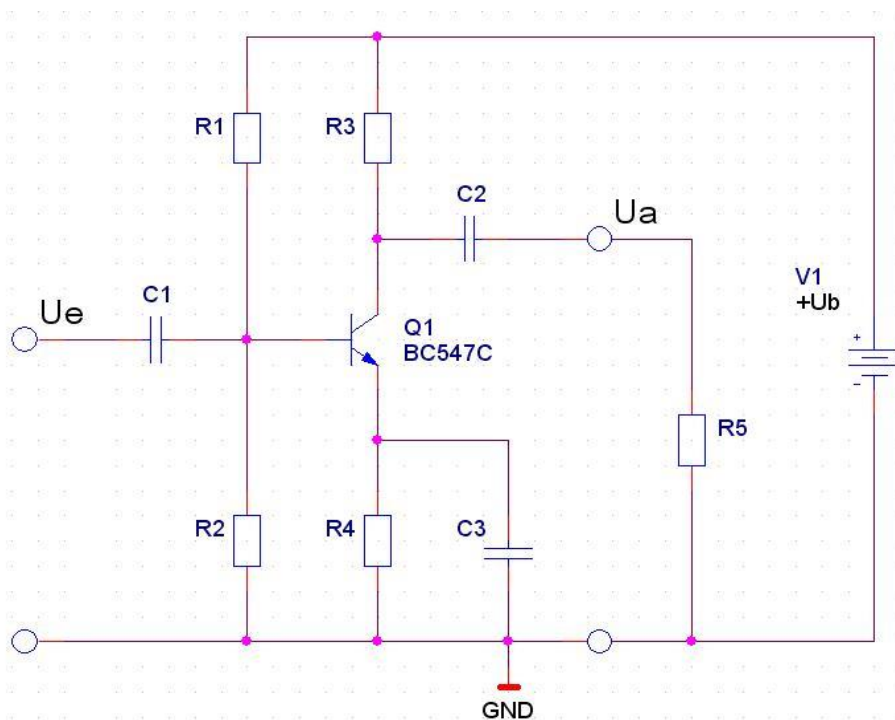 R1
R3
C2
Ua
V1
+Ub
+
-
Ue
C1
Q1
BC547C
R5
R2
R4
C3
GND